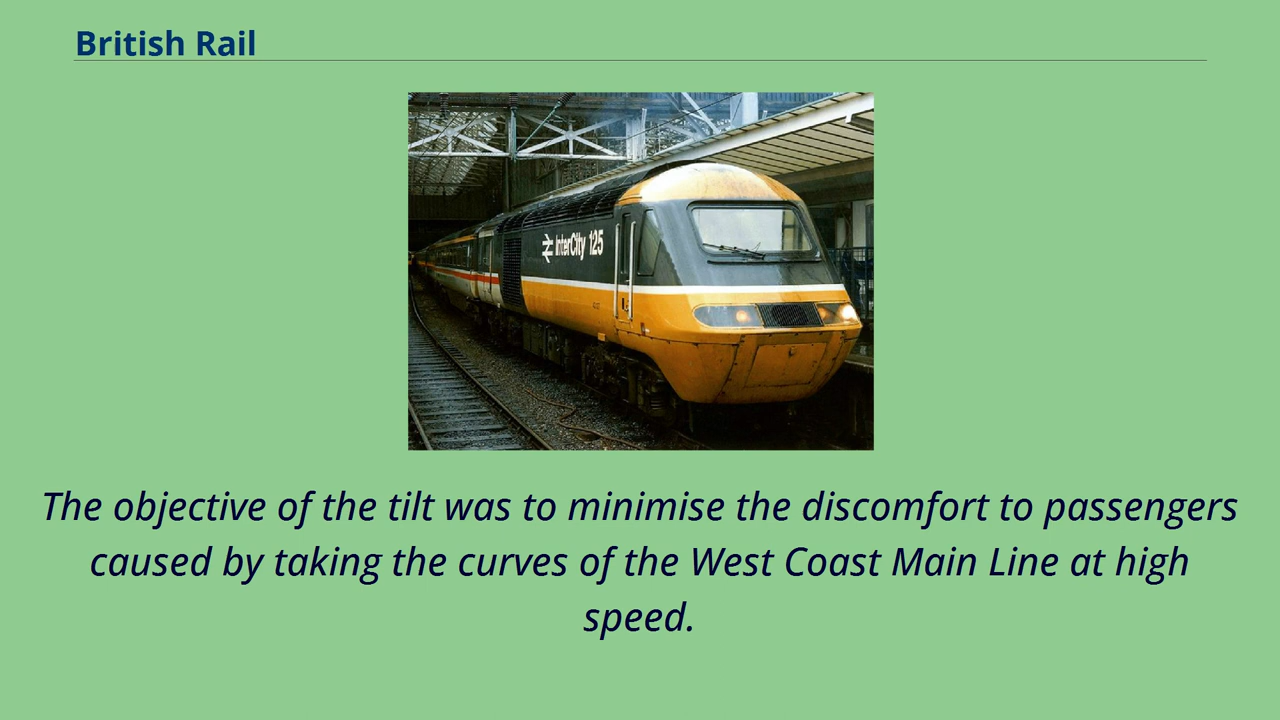 British Rail
InterCity 125
The objective of the tilt was to minimise the discomfort to passengers
caused by taking the curves of the West Coast Main Line at high
speed.